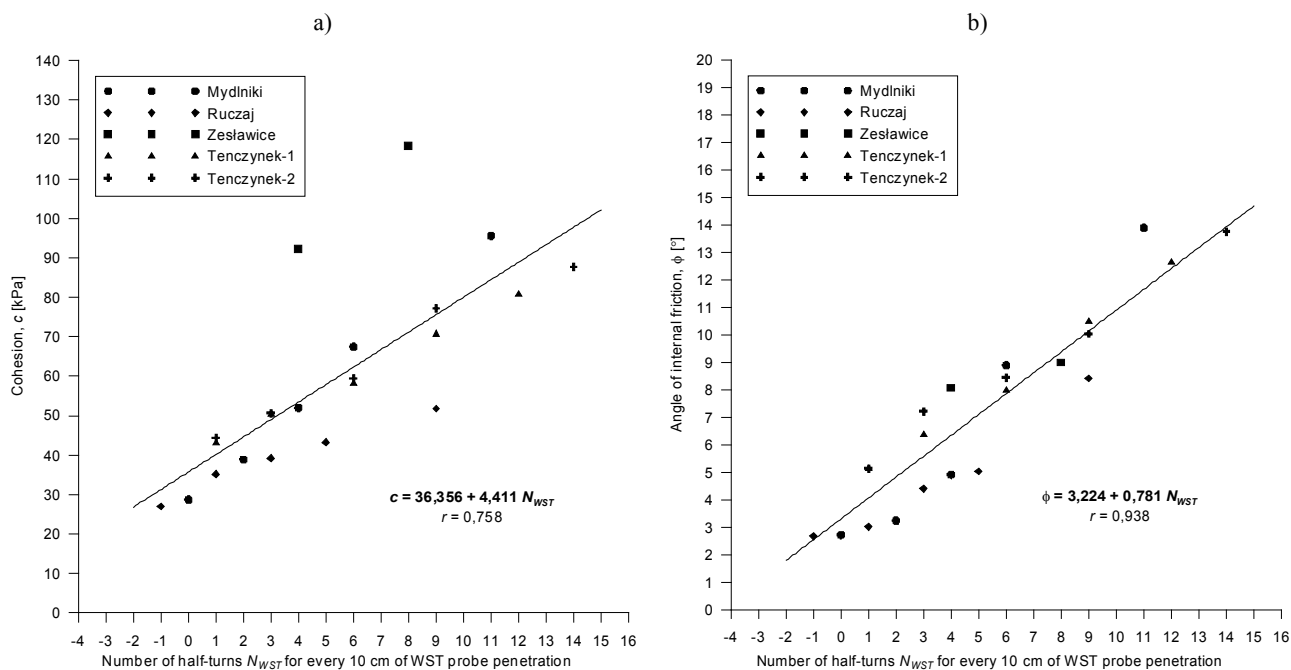 a)
140
130
120
110
100
90
80
70
60
50
40
30
20
10
0
Cohesion, c [kPa]
Mydlniki
Ruczaj
Zesławice
Tenczynek-1
Tenczynek-2
c = 36,356 + 4,411 NWST
r = 0,758
-4 -3 -2 -1 0 1 2 3 4 5 6 7 8 9 10 11 12 13 14 15 16
Number of half-turns NWST for every 10 cm of WST probe penetration
b)
20
19
18
17
16
15
14
13
12
11
10
9
8
7
6
5
4
3
2
1
0
Angle of internal friction, ϕ [°]
Mydlniki
Ruczaj
Zesławice
Tenczynek-1
Tenczynek-2
ϕ = 3,224 + 0,781 NWST
r = 0,938
-4 -3 -2 -1 0 1 2 3 4 5 6 7 8 9 10 11 12 13 14 15 16
Number of half-turns NWST for every 10 cm of WST probe penetration